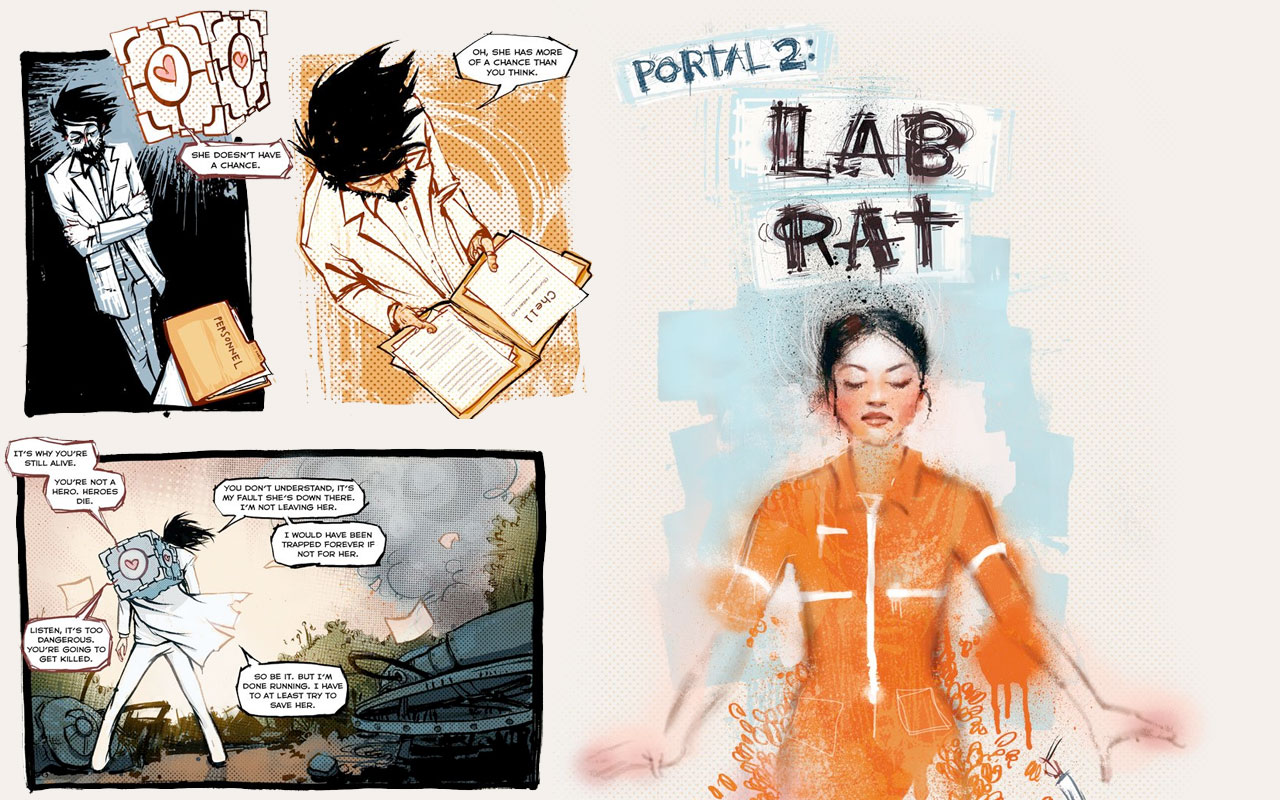 SHE DOESN'T HAVE
A CHANCE.
PERSONNEL
OH, SHE HAS MORE
OF A CHANCE THAN
YOU THINK.
Chell
IT'S WHY YOU'RE
STILL ALIVE.
YOU'RE NOT A
HERO. HEROES
DIE.
YOU DON'T UNDERSTAND, IT'S
MY FAULT SHE'S DOWN THERE.
I'M NOT LEAVING HER.
I WOULD HAVE BEEN
TRAPPED FOREVER IF
NOT FOR HER.
LISTEN, IT'S TOO
DANGEROUS.
YOU'RE GOING TO
GET KILLED.
SO BE IT. BUT I'M
DONE RUNNING. I HAVE
TO AT LEAST TRY TO
SAVE HER.
PORTAL 2:
LAB
RAT